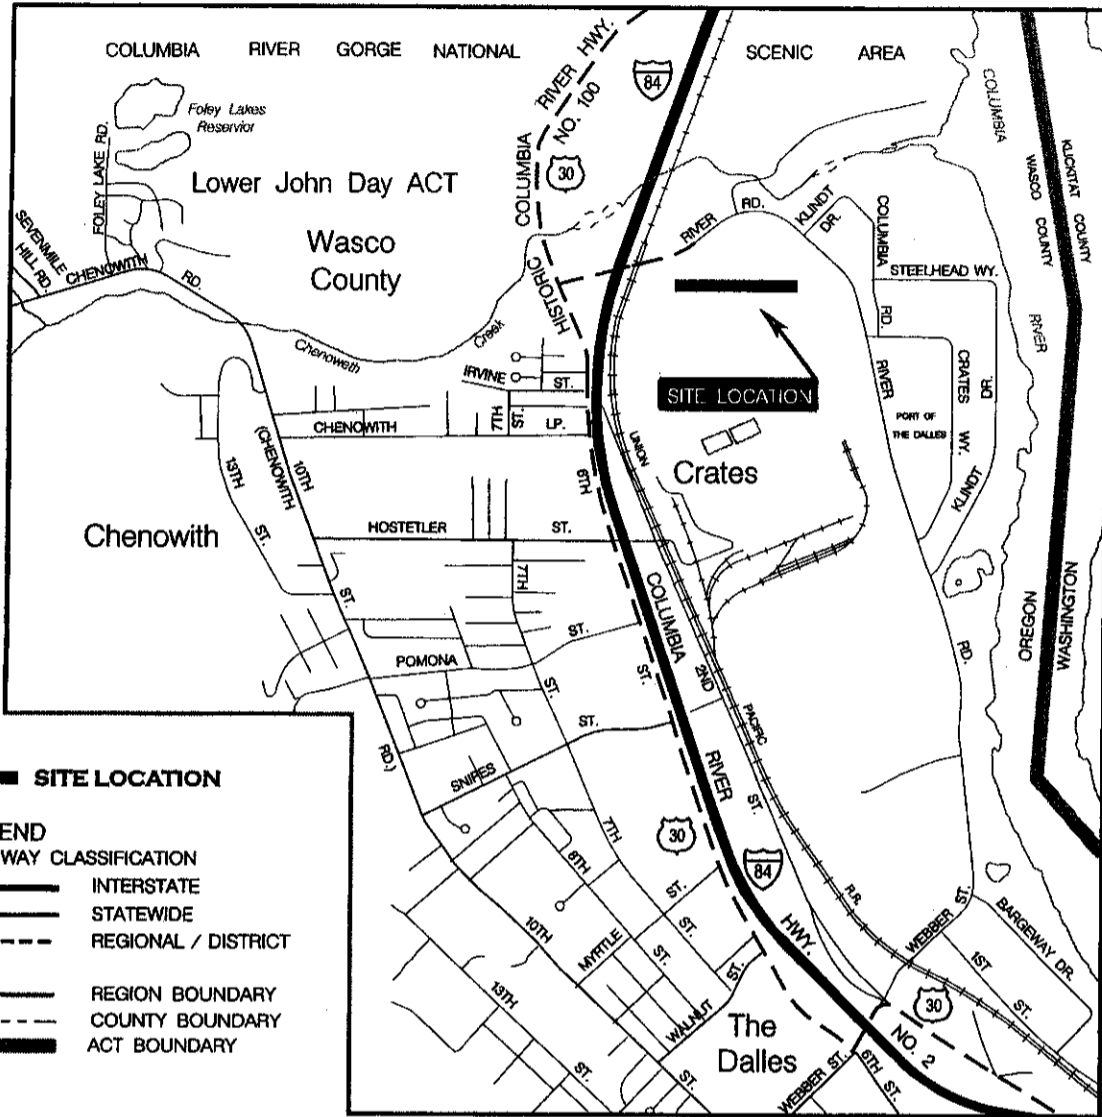 COLUMBIA RIVER GORGE NATIONAL SCENIC AREA
Foley Lakes
Reservior
FOLEY LAKE RD.
Lower John Day ACT
Wasco
County
SEVENMILE
HILL RD.
CHENOWITH RD.
COLUMBIA RIVER HWY.
NO. 100
HISTORIC
84
30
COLUMBIA
RIVER
KLICKITAT COUNTY
WASCO COUNTY
RIVER RD.
KLINDT
DR.
COLUMBIA
RD.
STEELHEAD WY.
CRATES
WY.
KLINDT
DR.
PORT OF
THE DALLES
RIVER
RD.
SITE LOCATION
Crates
Chenoweth
Creek
IRVINE
ST.
7TH
ST.
CHENOWITH
LP.
13TH
ST.
10TH
ST.
(CHENOWITH
RD.)
Chenowith
HOSTETLER
ST.
6TH
ST.
7TH
ST.
UNION
PACIFIC
R.R.
COLUMBIA
RIVER
HWY.
NO. 2
2ND
ST.
POMONA
ST.
SNIPES
ST.
OREGON
WASHINGTON
30
84
7TH
ST.
8TH
ST.
10TH
ST.
13TH
ST.
MYRTLE
ST.
WALNUT
ST.
The
Dalles
WEBBER ST.
6TH ST.
WEBBER
ST.
1ST
ST.
BARGEWAY DR.
30
SITE LOCATION
END
WAY CLASSIFICATION
INTERSTATE
STATEWIDE
REGIONAL / DISTRICT
REGION BOUNDARY
COUNTY BOUNDARY
ACT BOUNDARY